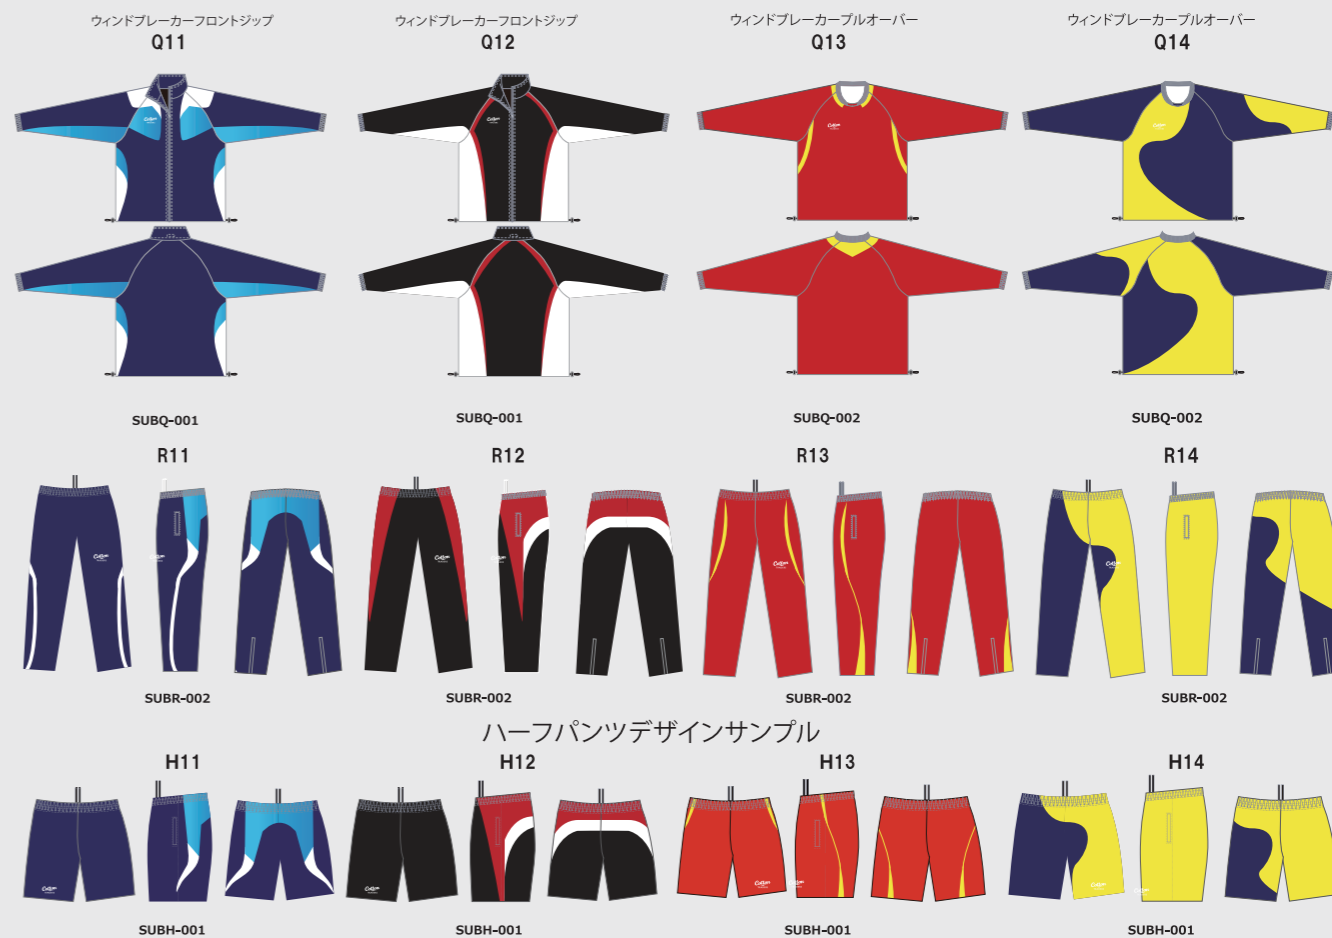 ウィンドブレーカーフロントジップ
Q11
ウィンドブレーカーフロントジップ
Q12
ウィンドブレーカープルオーバー
Q13
ウィンドブレーカープルオーバー
Q14
SUBQ-001
SUBQ-001
SUBQ-002
SUBQ-002
R11
R12
R13
R14
SUBR-002
SUBR-002
SUBR-002
SUBR-002
ハーフパンツデザインサンプル
H11
H12
H13
H14
SUBH-001
SUBH-001
SUBH-001
SUBH-001